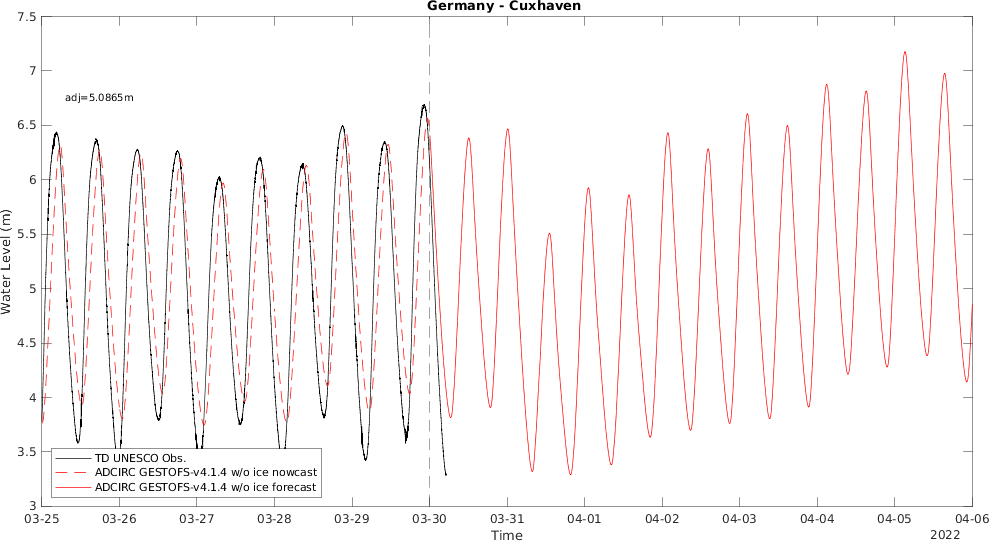 Germany - Cuxhaven
7.5
7
6.5
6
5.5
5
4.5
4
3.5
3
Water Level (m)
adj=5.0865m
TD UNESCO Obs.
ADCIRC GESTOFS-v4.1.4 w/o ice nowcast
ADCIRC GESTOFS-v4.1.4 w/o ice forecast
03-25 03-26 03-27 03-28 03-29 03-30 03-31 04-01 04-02 04-03 04-04 04-05 04-06
Time
2022